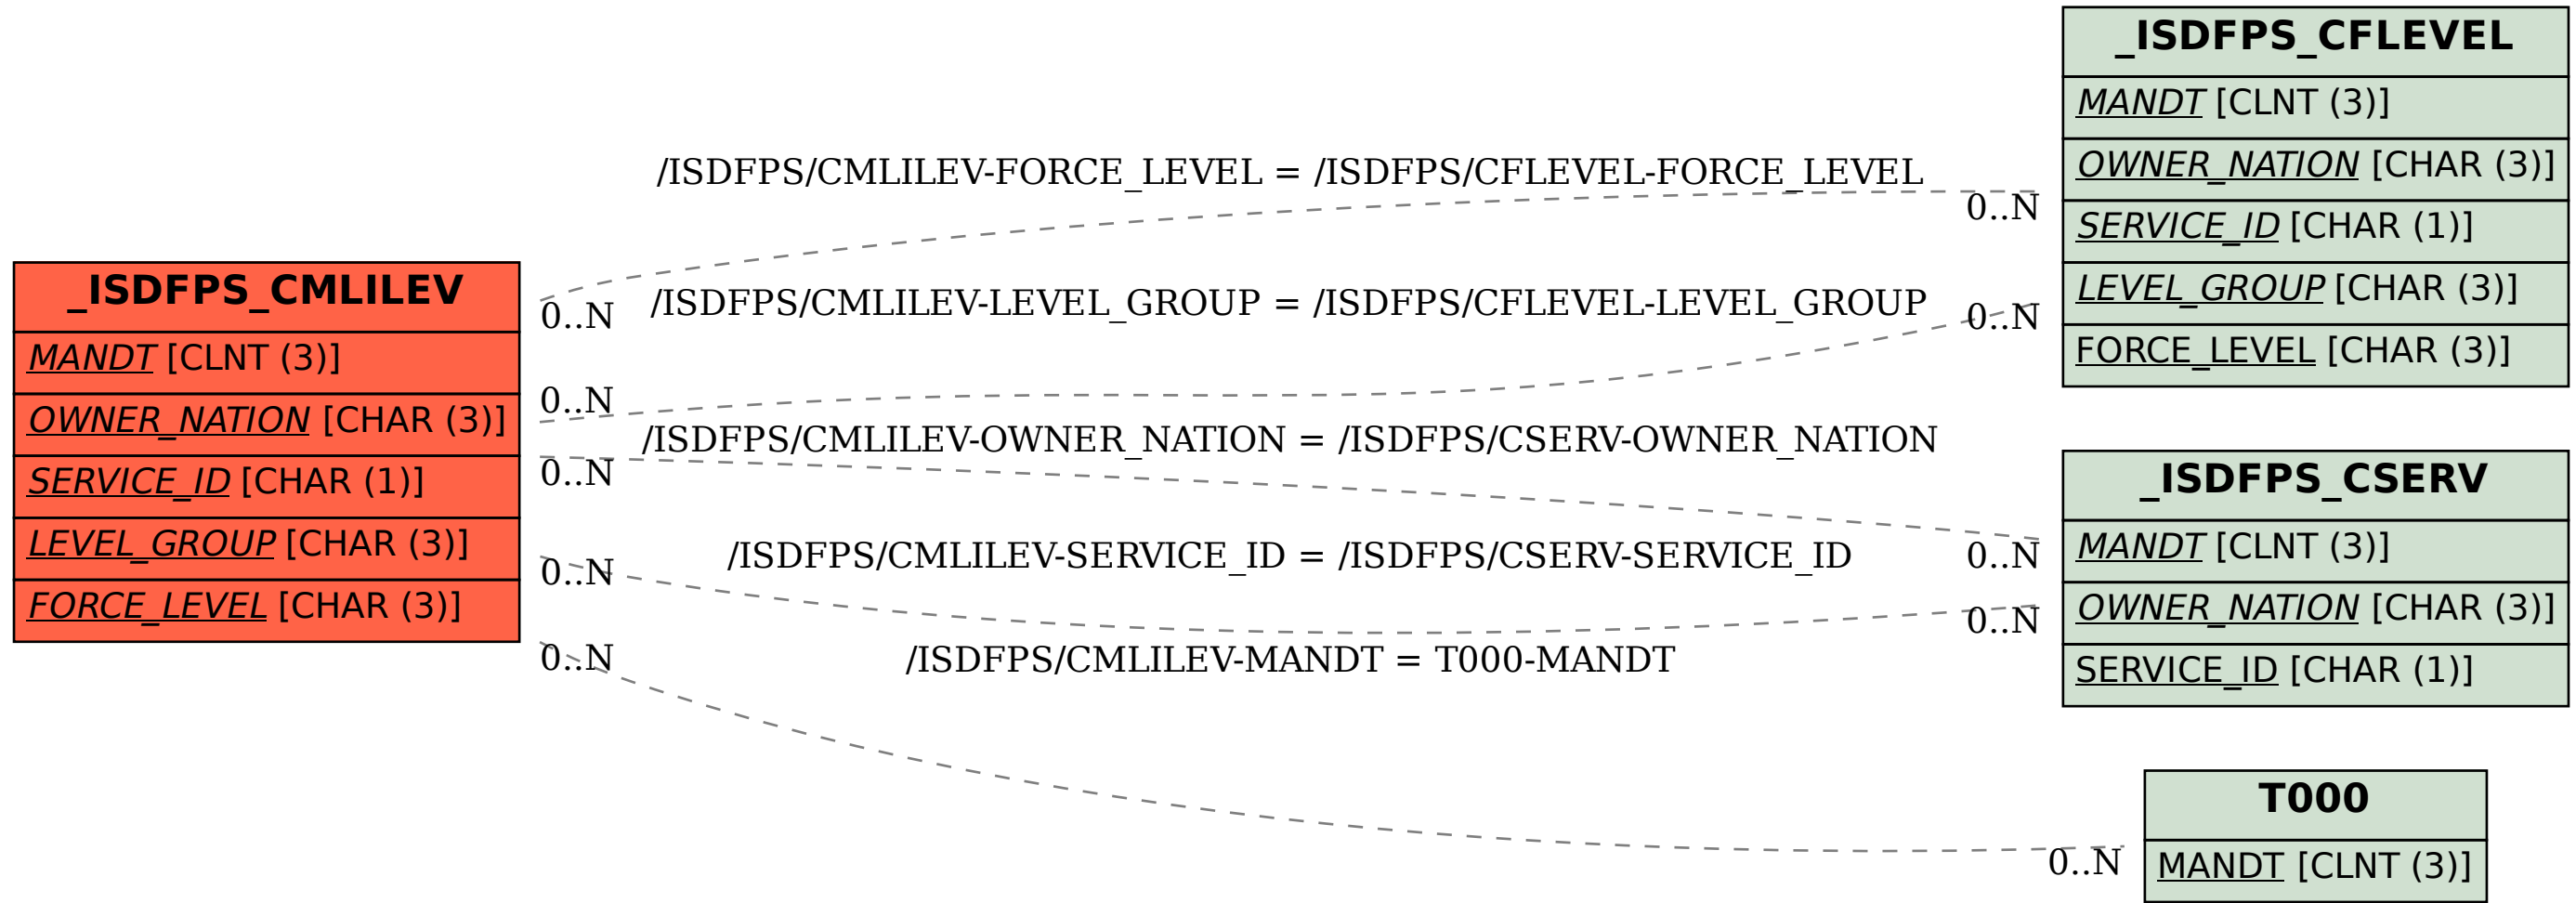 _ISDFPS_CMLILEV
MANDT [CLNT (3)]
OWNER_NATION [CHAR (3)]
SERVICE_ID [CHAR (1)]
LEVEL_GROUP [CHAR (3)]
FORCE_LEVEL [CHAR (3)]
/ISDFPS/CMLILEV-FORCE_LEVEL = /ISDFPS/CFLEVEL-FORCE_LEVEL
0..N
0..N
/ISDFPS/CMLILEV-LEVEL_GROUP = /ISDFPS/CFLEVEL-LEVEL_GROUP
0..N
0..N
/ISDFPS/CMLILEV-OWNER_NATION = /ISDFPS/CSERV-OWNER_NATION
0..N
0..N
/ISDFPS/CMLILEV-SERVICE_ID = /ISDFPS/CSERV-SERVICE_ID
0..N
0..N
/ISDFPS/CMLILEV-MANDT = T000-MANDT
0..N
0..N
_ISDFPS_CFLEVEL
MANDT [CLNT (3)]
OWNER_NATION [CHAR (3)]
SERVICE_ID [CHAR (1)]
LEVEL_GROUP [CHAR (3)]
FORCE_LEVEL [CHAR (3)]
_ISDFPS_CSERV
MANDT [CLNT (3)]
OWNER_NATION [CHAR (3)]
SERVICE_ID [CHAR (1)]
T000
MANDT [CLNT (3)]